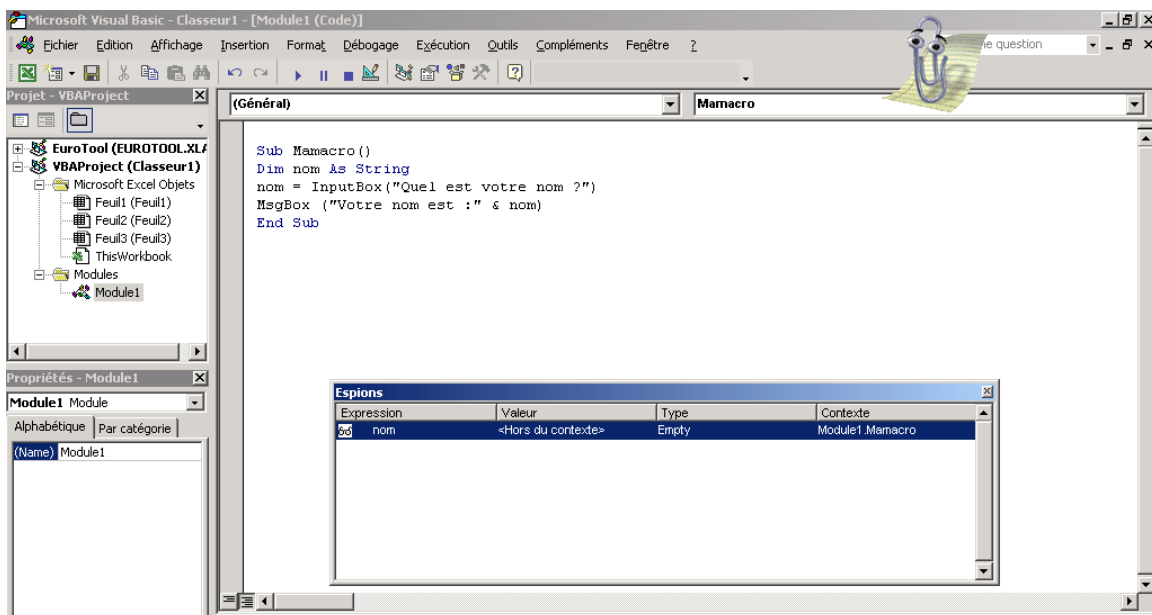 Microsoft Visual Basic - Classeur1 - [Module1 (Code)]
Fichier Edition Affichage Insertion Format Débogage Exécution Outils Compléments Fenêtre ?
question
Projet - VBAProject
(Général)
Mamacro
EuroTool (EUROTOOL.XLA
VBAProject (Classeur1)
Microsoft Excel Objets
Feuil1 (Feuil1)
Feuil2 (Feuil2)
Feuil3 (Feuil3)
ThisWorkbook
Modules
Module1
Sub Mamacro()
Dim nom As String
nom = InputBox("Quel est votre nom ?")
MsgBox ("Votre nom est :" & nom)
End Sub
Propriétés - Module1
Module1 Module
Alphabétique Par catégorie
(Name) Module1
Espions
Expression Valeur Type Contexte
nom <Hors du contexte> Empty Module1.Mamacro